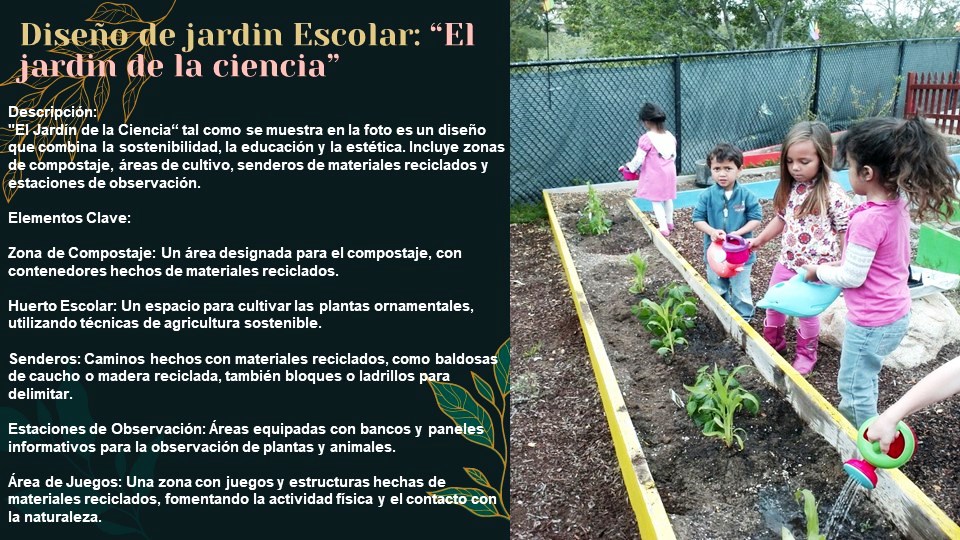 Diseño de jardin Escolar: “El
jardin de la ciencia”
Descripción:
"El Jardín de la Ciencia“ tal como se muestra en la foto es un diseño
que combina la sostenibilidad, la educación y la estética. Incluye zonas
de compostaje, áreas de cultivo, senderos de materiales reciclados y
estaciones de observación.
Elementos Clave:
Zona de Compostaje: Un área designada para el compostaje, con
contenedores hechos de materiales reciclados.
Huerto Escolar: Un espacio para cultivar las plantas ornamentales,
utilizando técnicas de agricultura sostenible.
Senderos: Caminos hechos con materiales reciclados, como baldosas
de caucho o madera reciclada, también bloques o ladrillos para
delimitar.
Estaciones de Observación: Áreas equipadas con bancos y paneles
informativos para la observación de plantas y animales.
Área de Juegos: Una zona con juegos y estructuras hechas de
materiales reciclados, fomentando la actividad física y el contacto con
la naturaleza.